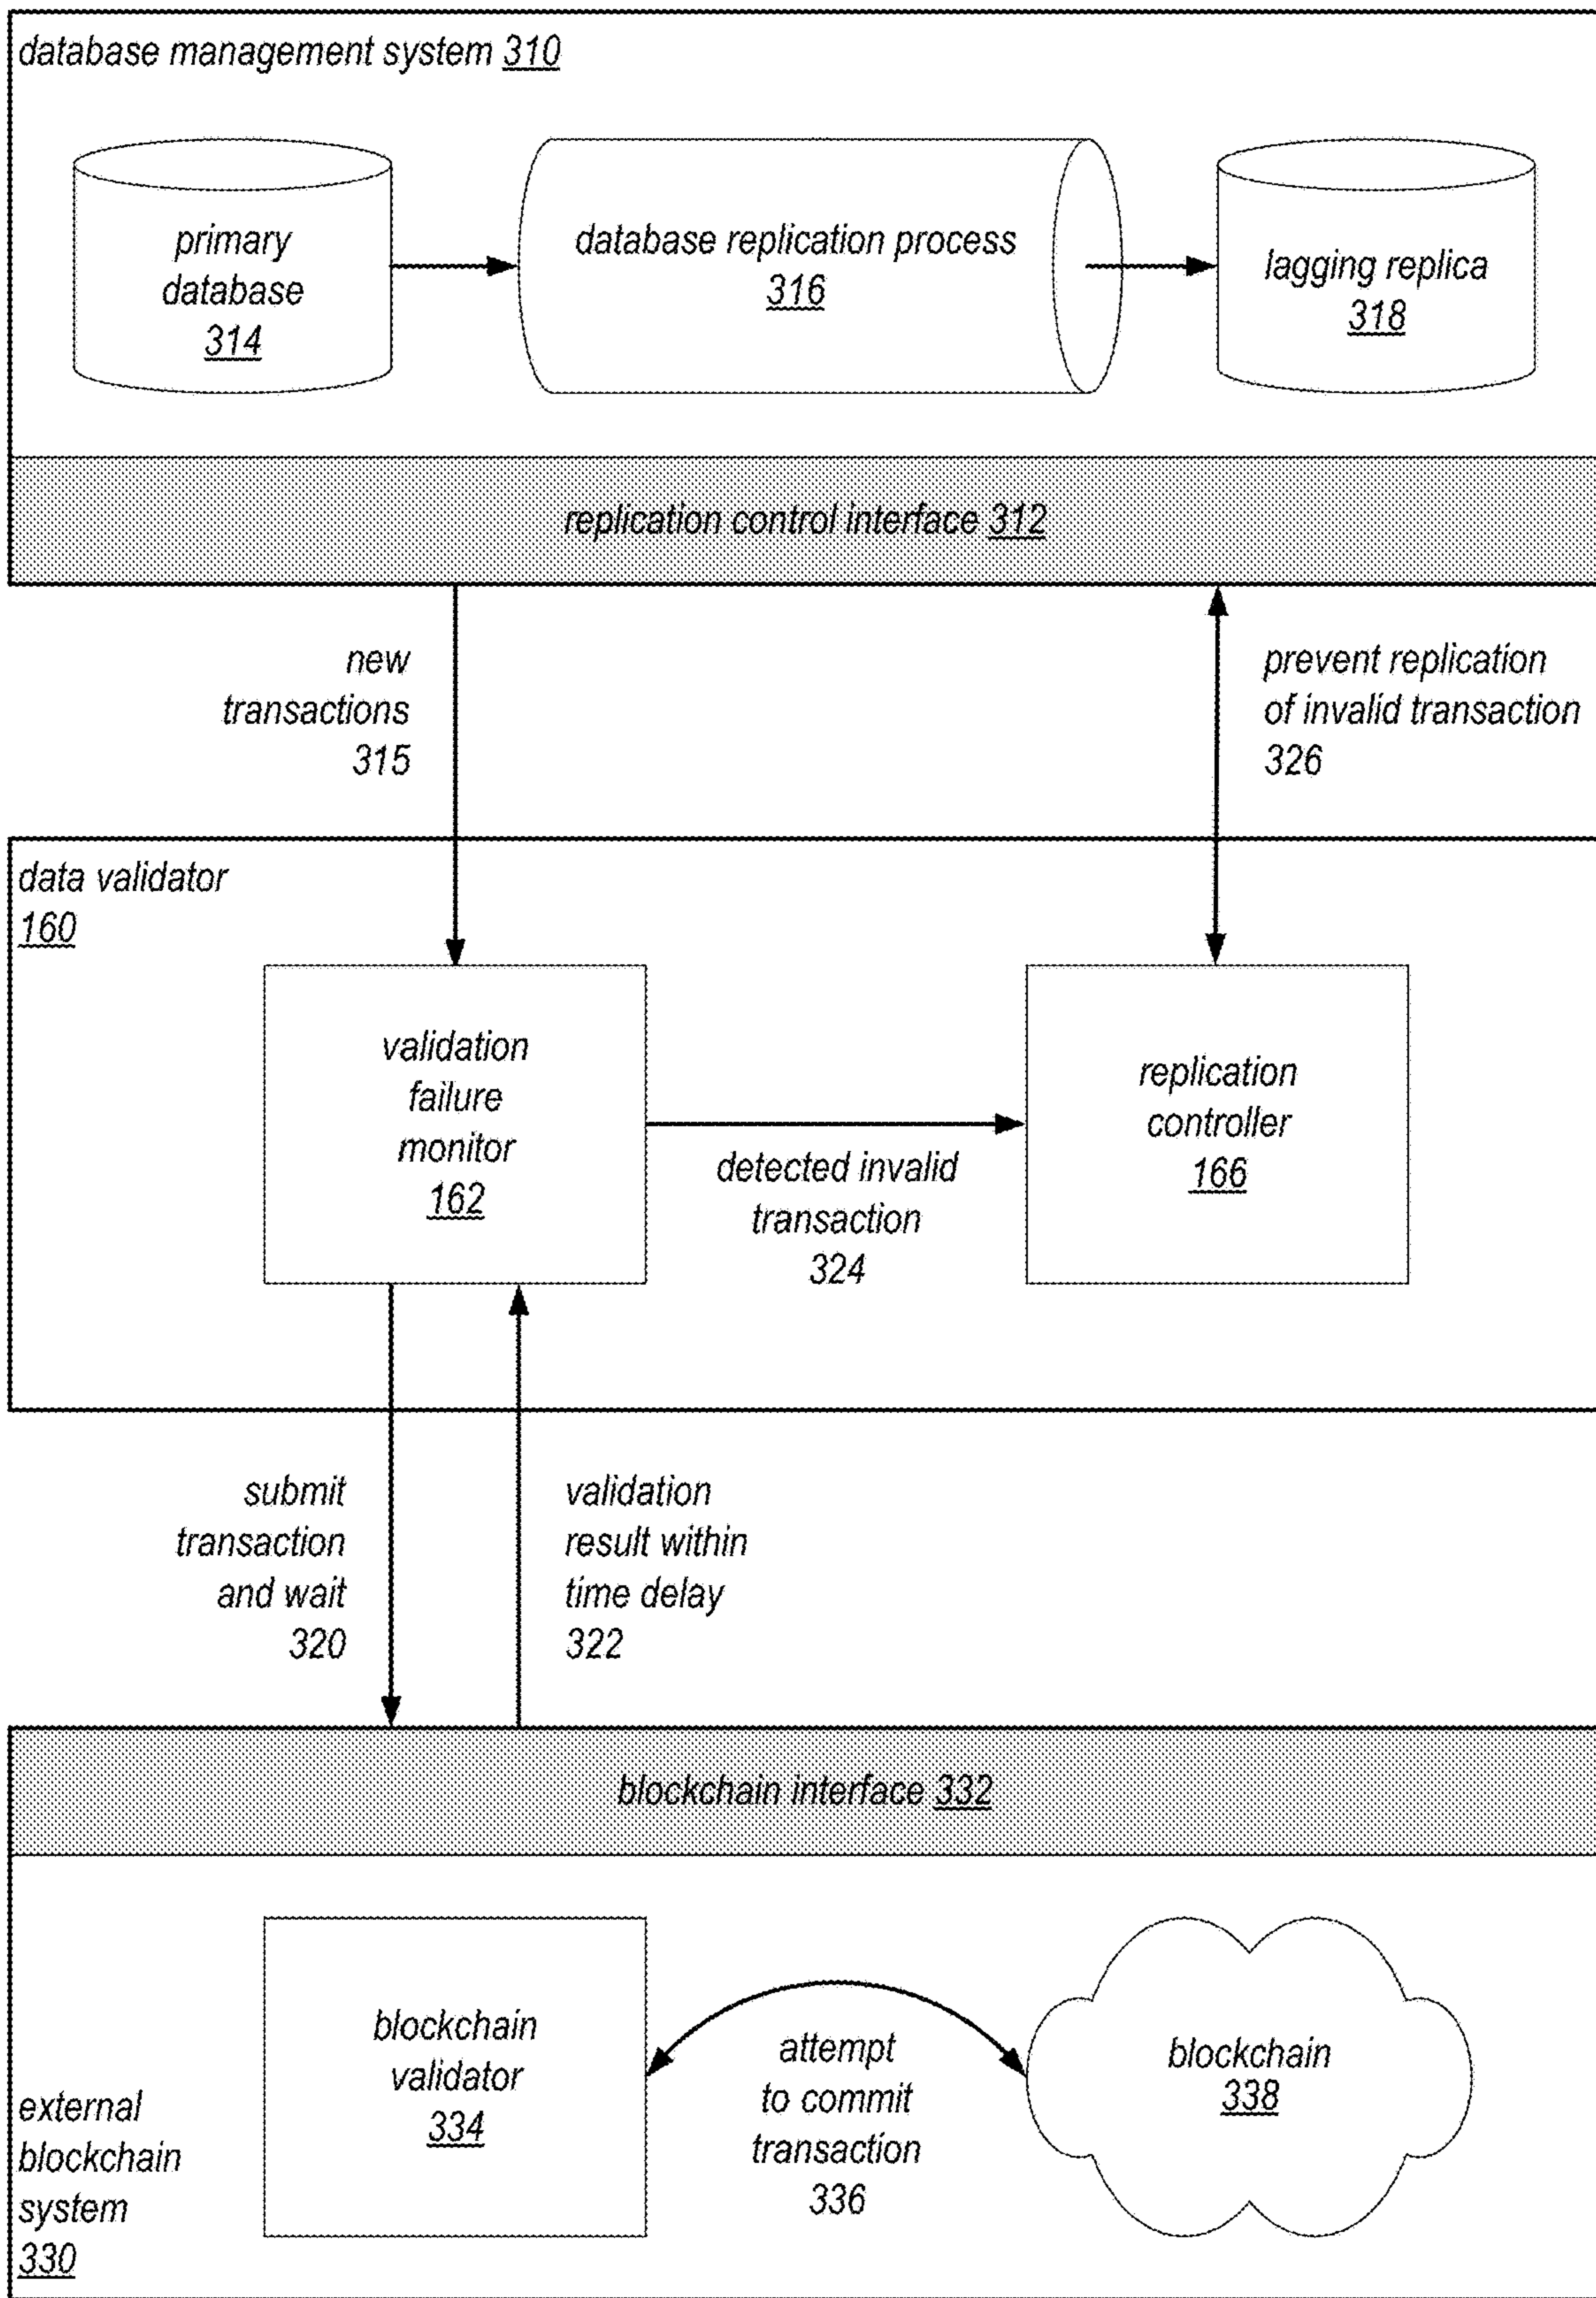 database management system 310
primary
database
314
database replication process
316
lagging replica
318
replication control interface 312
new
transactions
315
prevent replication
of invalid transaction
326
data validator
160
validation
failure
monitor
162
detected invalid
transaction
324
replication
controller
166
submit
transaction
and wait
320
validation
result within
time delay
322
blockchain interface 332
blockchain
validator
334
attempt
to commit
transaction
336
blockchain
338
external
blockchain
system
330